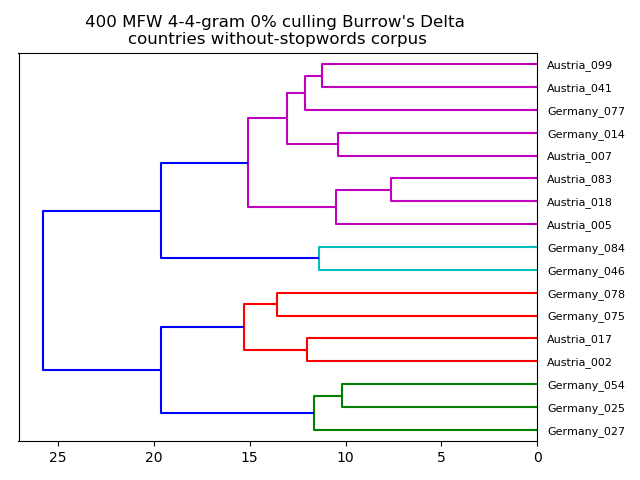 400 MFW 4-4-gram 0% culling Burrow's Delta
countries without-stopwords corpus
Austria_099
Austria_041
Germany_077
Germany_014
Austria_007
Austria_083
Austria_018
Austria_005
Germany_084
Germany_046
Germany_078
Germany_075
Austria_017
Austria_002
Germany_054
Germany_025
Germany_027
25 20 15 10 5 0